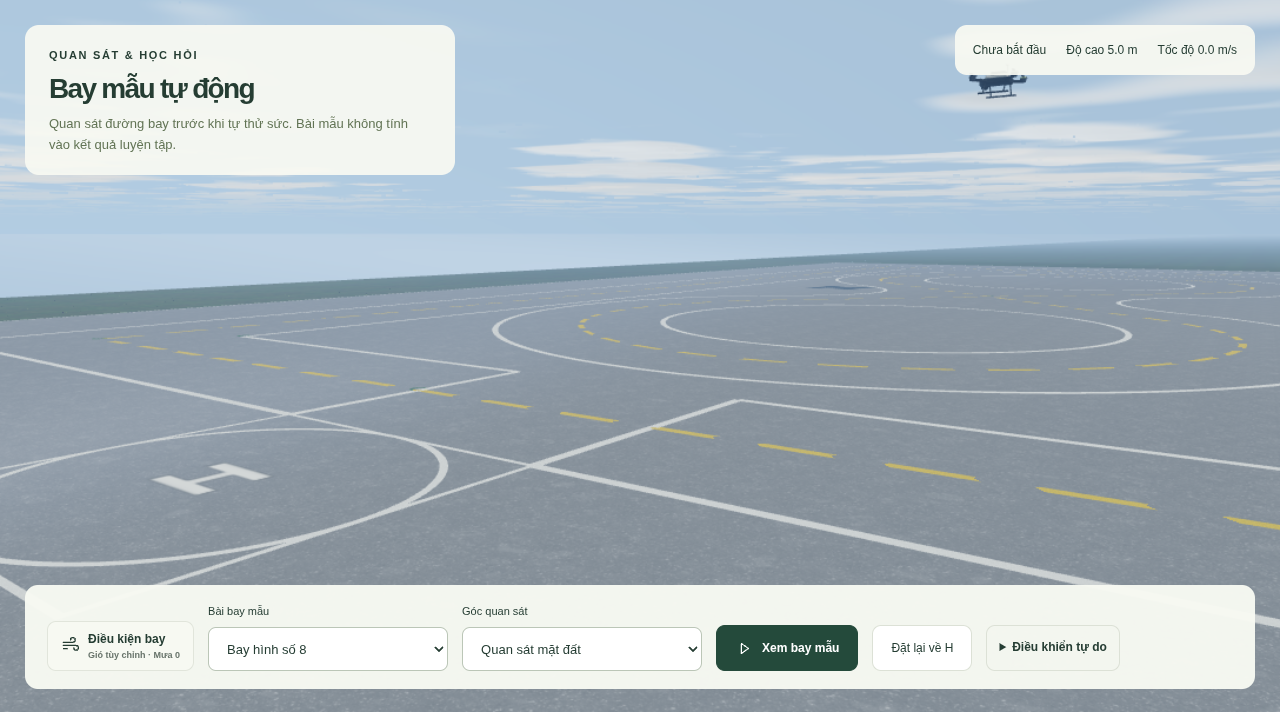 QUAN SÁT & HỌC HỎI
Bay mẫu tự động
Quan sát đường bay trước khi tự thử sức. Bài mẫu không tính
vào kết quả luyện tập.
Chưa bắt đầu Độ cao 5.0 m Tốc độ 0.0 m/s
H
Điều kiện bay
Gió tùy chỉnh · Mưa 0
Bài bay mẫu
Bay hình số 8
Góc quan sát
Quan sát mặt đất
Xem bay mẫu
Đặt lại về H
Điều khiển tự do